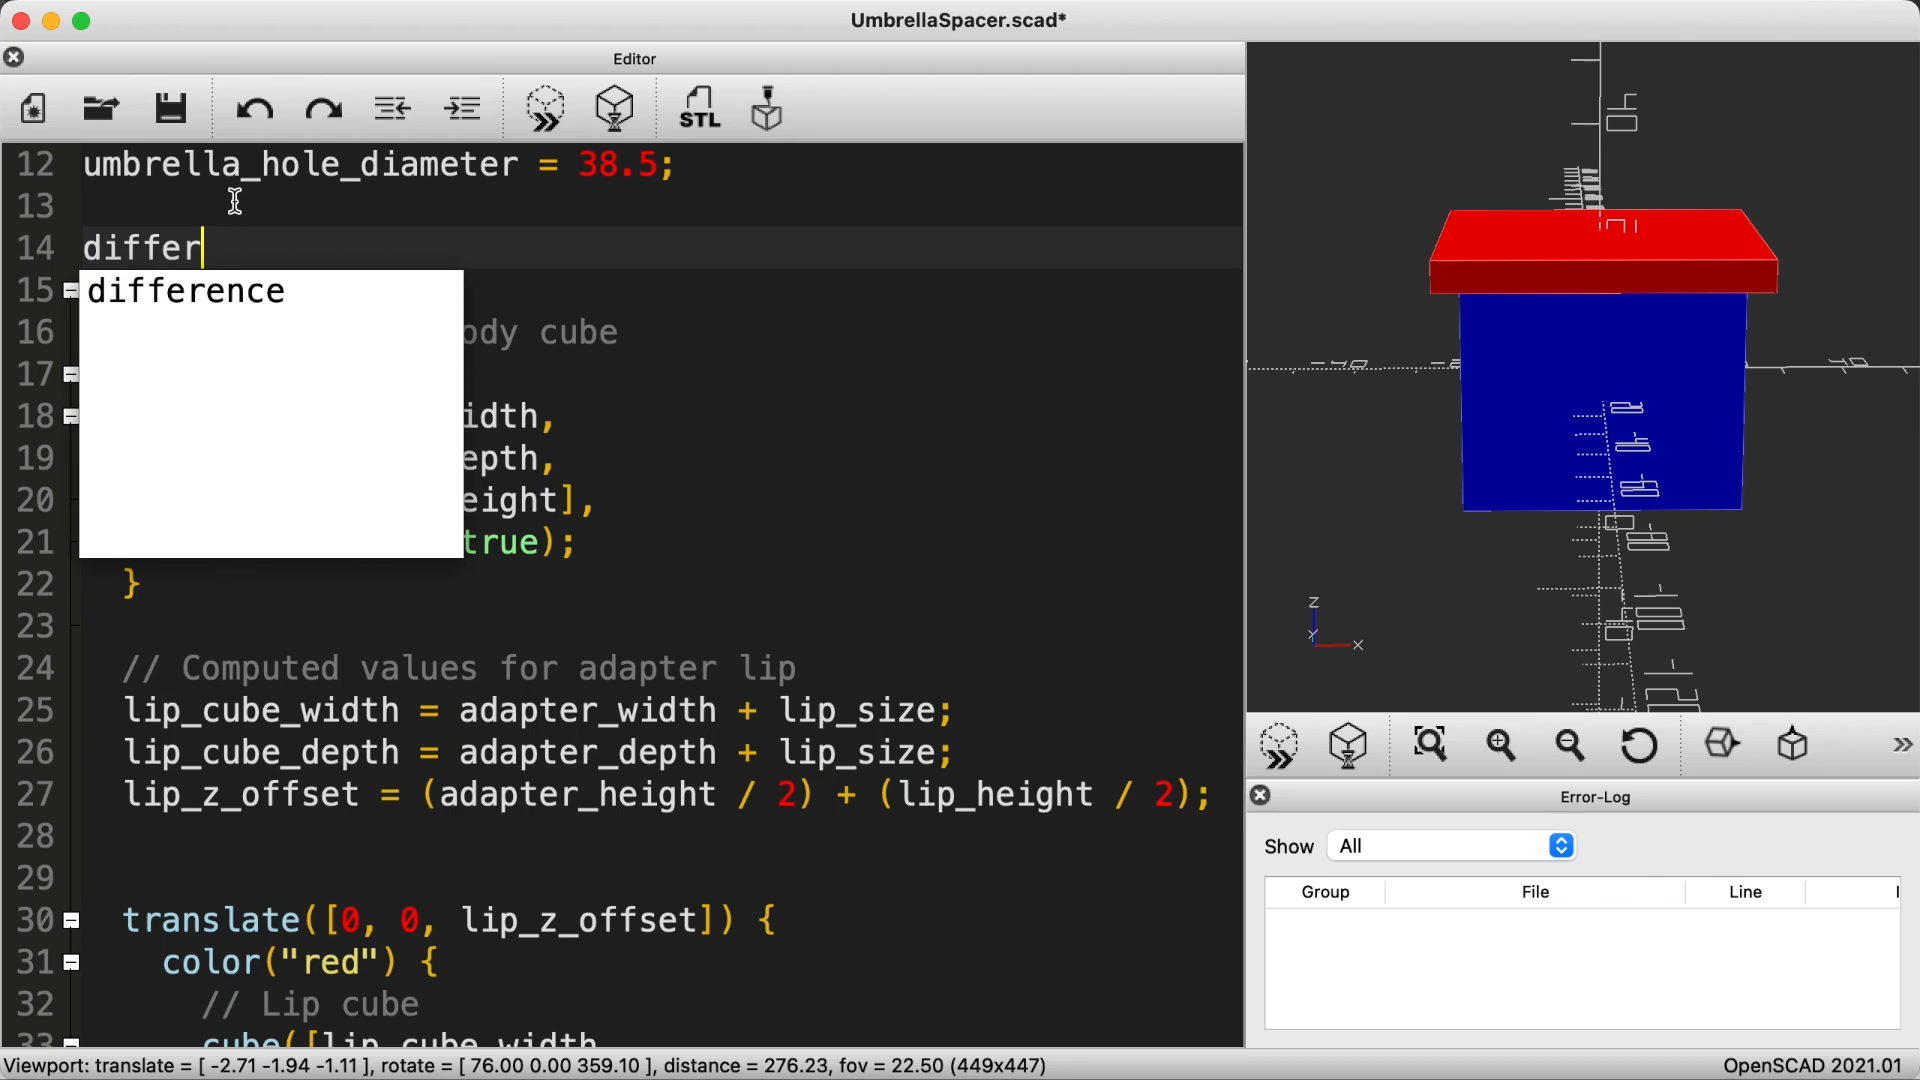 UmbrellaSpacer.scad*
Editor
STL
12 umbrella_hole_diameter = 38.5;
13
14 differ
difference
15
16 ody cube
17
18 idth,
19 epth,
20 eight],
21 true);
22 }
23
24 // Computed values for adapter lip
25 lip_cube_width = adapter_width + lip_size;
26 lip_cube_depth = adapter_depth + lip_size;
27 lip_z_offset = (adapter_height / 2) + (lip_height / 2);
28
29
30 translate([0, 0, lip_z_offset]) {
31 color("red") {
32 // Lip cube
33 cube([lip_cube_width
Z
Y
X
Error-Log
Show All
Group File Line
Viewport: translate = [ -2.71 -1.94 -1.11 ], rotate = [ 76.00 0.00 359.10 ], distance = 276.23, fov = 22.50 (449x447)
OpenSCAD 2021.01